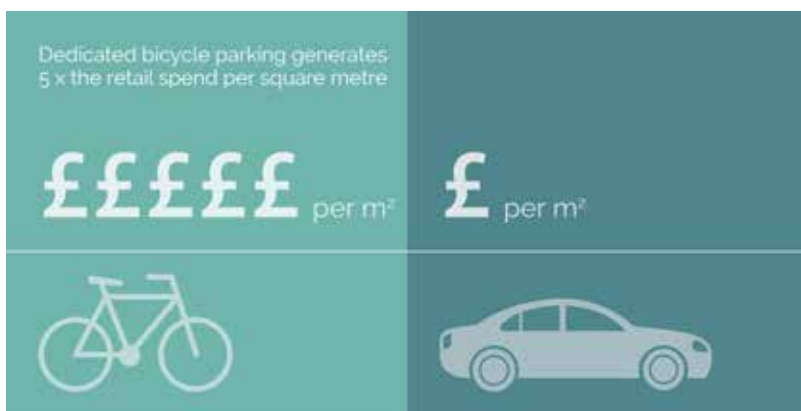 Dedicated bicycle parking generates
5 x the retail spend per square metre
£££££ per m²
£ per m²